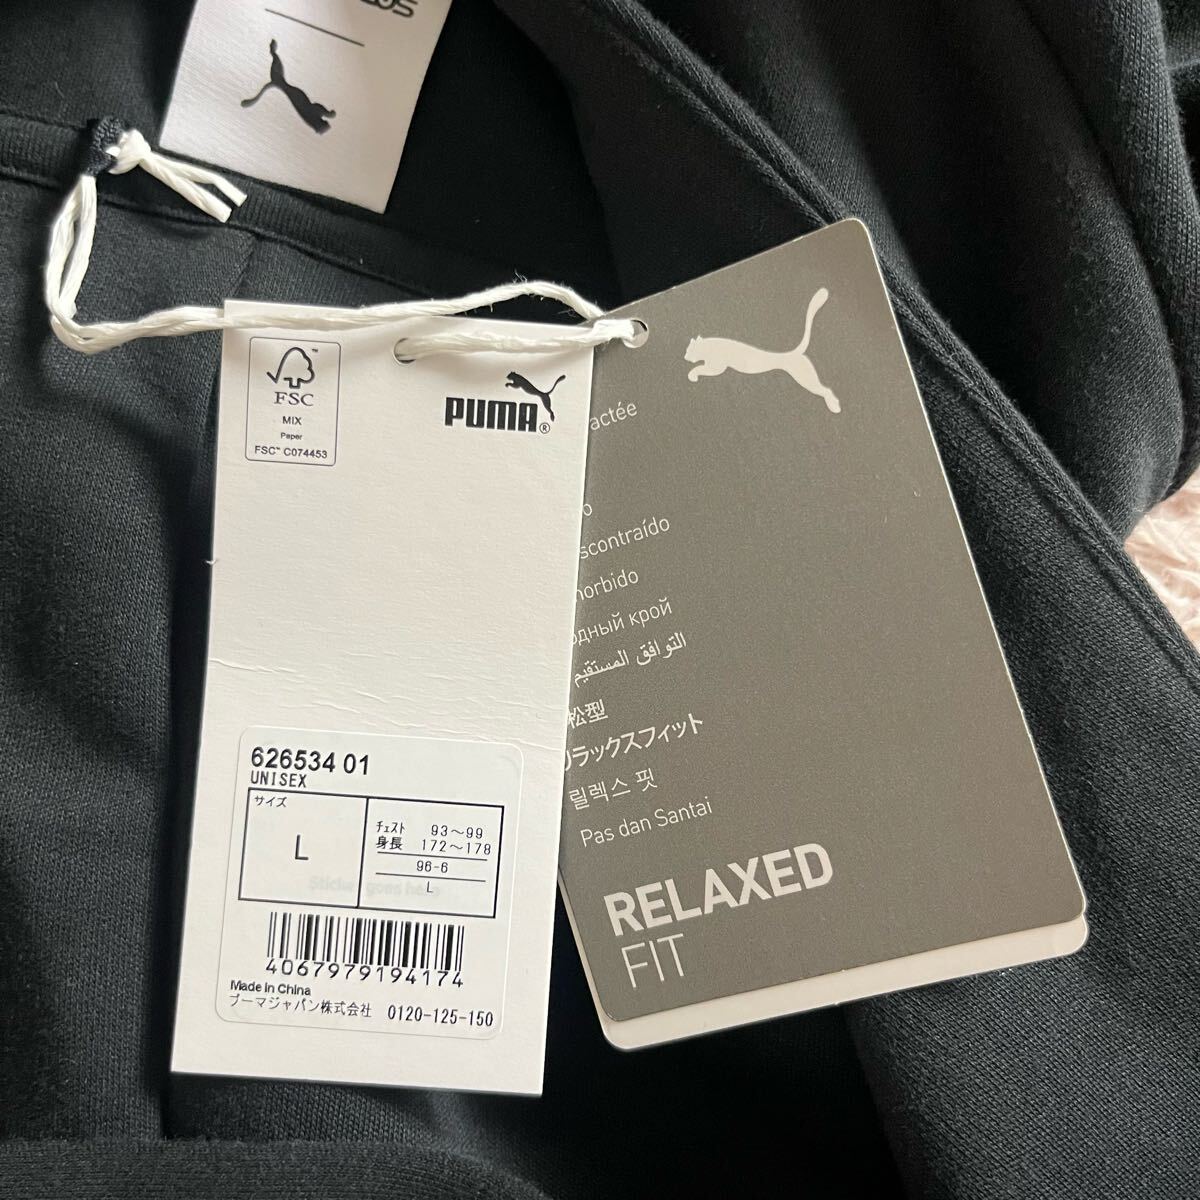 FSC
MIX
Paper
FSC™ C074453
PUMA®
626534 01
UNISEX
サイズ
L
チェスト 93～99
身長 172～178
96-6
L
4067979194174
Made in China
プーマジャパン株式会社 0120-125-150
scontraído
orbido
одный крой
التوافق المستقيم
松型
ラックスフィット
릴렉스 핏
Pas dan Santai
RELAXED
FIT